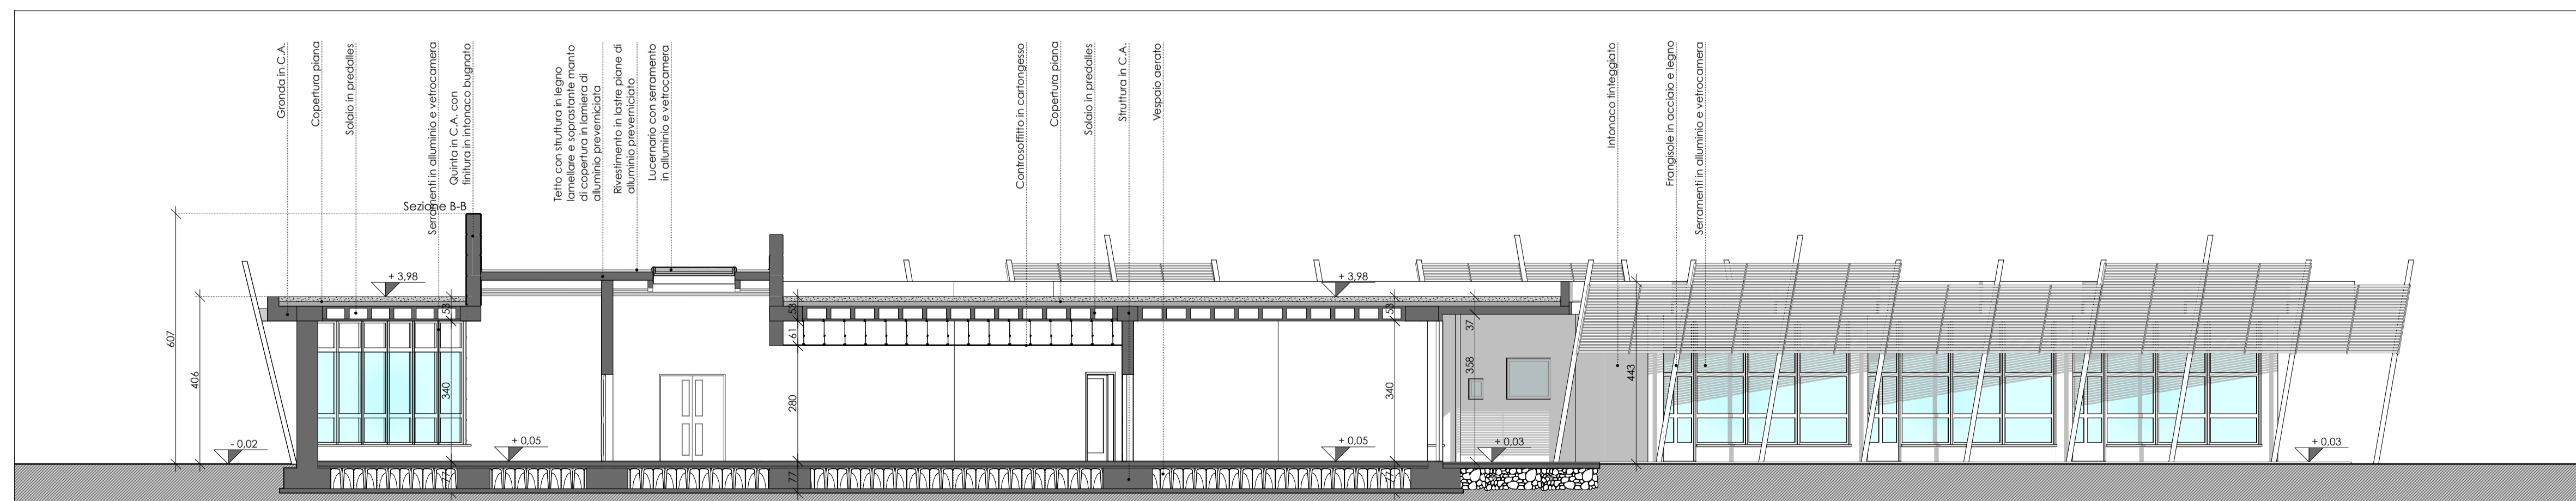 Gronda in C.A.
Copertura piana
Solaio in predalles
Serramenti in alluminio e vetrocamera
Quinta in C.A. con
finitura in intonaco bugnato
Tetto con struttura in legno
lamellare e soprastante manto
di copertura in lamiera di
alluminio preverniciata
Rivestimento in lastre piane di
alluminio preverniciato
Lucernario con serramento
in alluminio e vetrocamera
Controsoffitto in cartongesso
Copertura piana
Solaio in predalles
Struttura in C.A.
Vespaio aerato
Intonaco tinteggiato
Frangisole in acciaio e legno
Serramenti in alluminio e vetrocamera
Sezione B-B
+ 3,98
+ 3,98
607
406
53
340
77
53
61
280
77
53
340
77
37
358
443
- 0,02
+ 0,05
+ 0,05
+ 0,03
+ 0,03